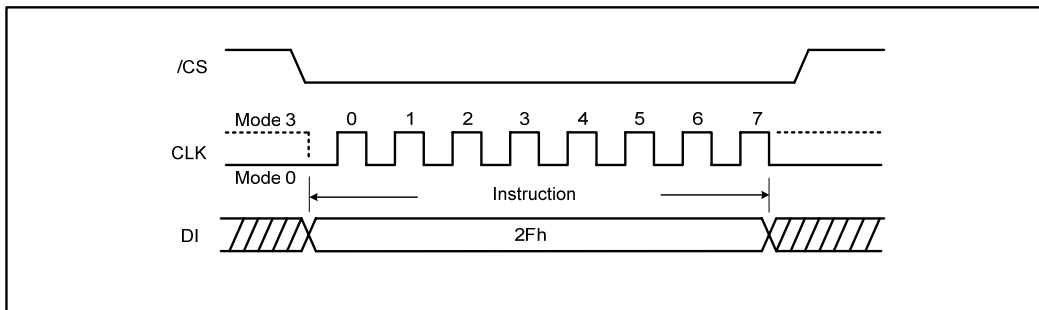 /CS
Mode 3 0 1 2 3 4 5 6 7
CLK
Mode 0
Instruction
DI 2Fh